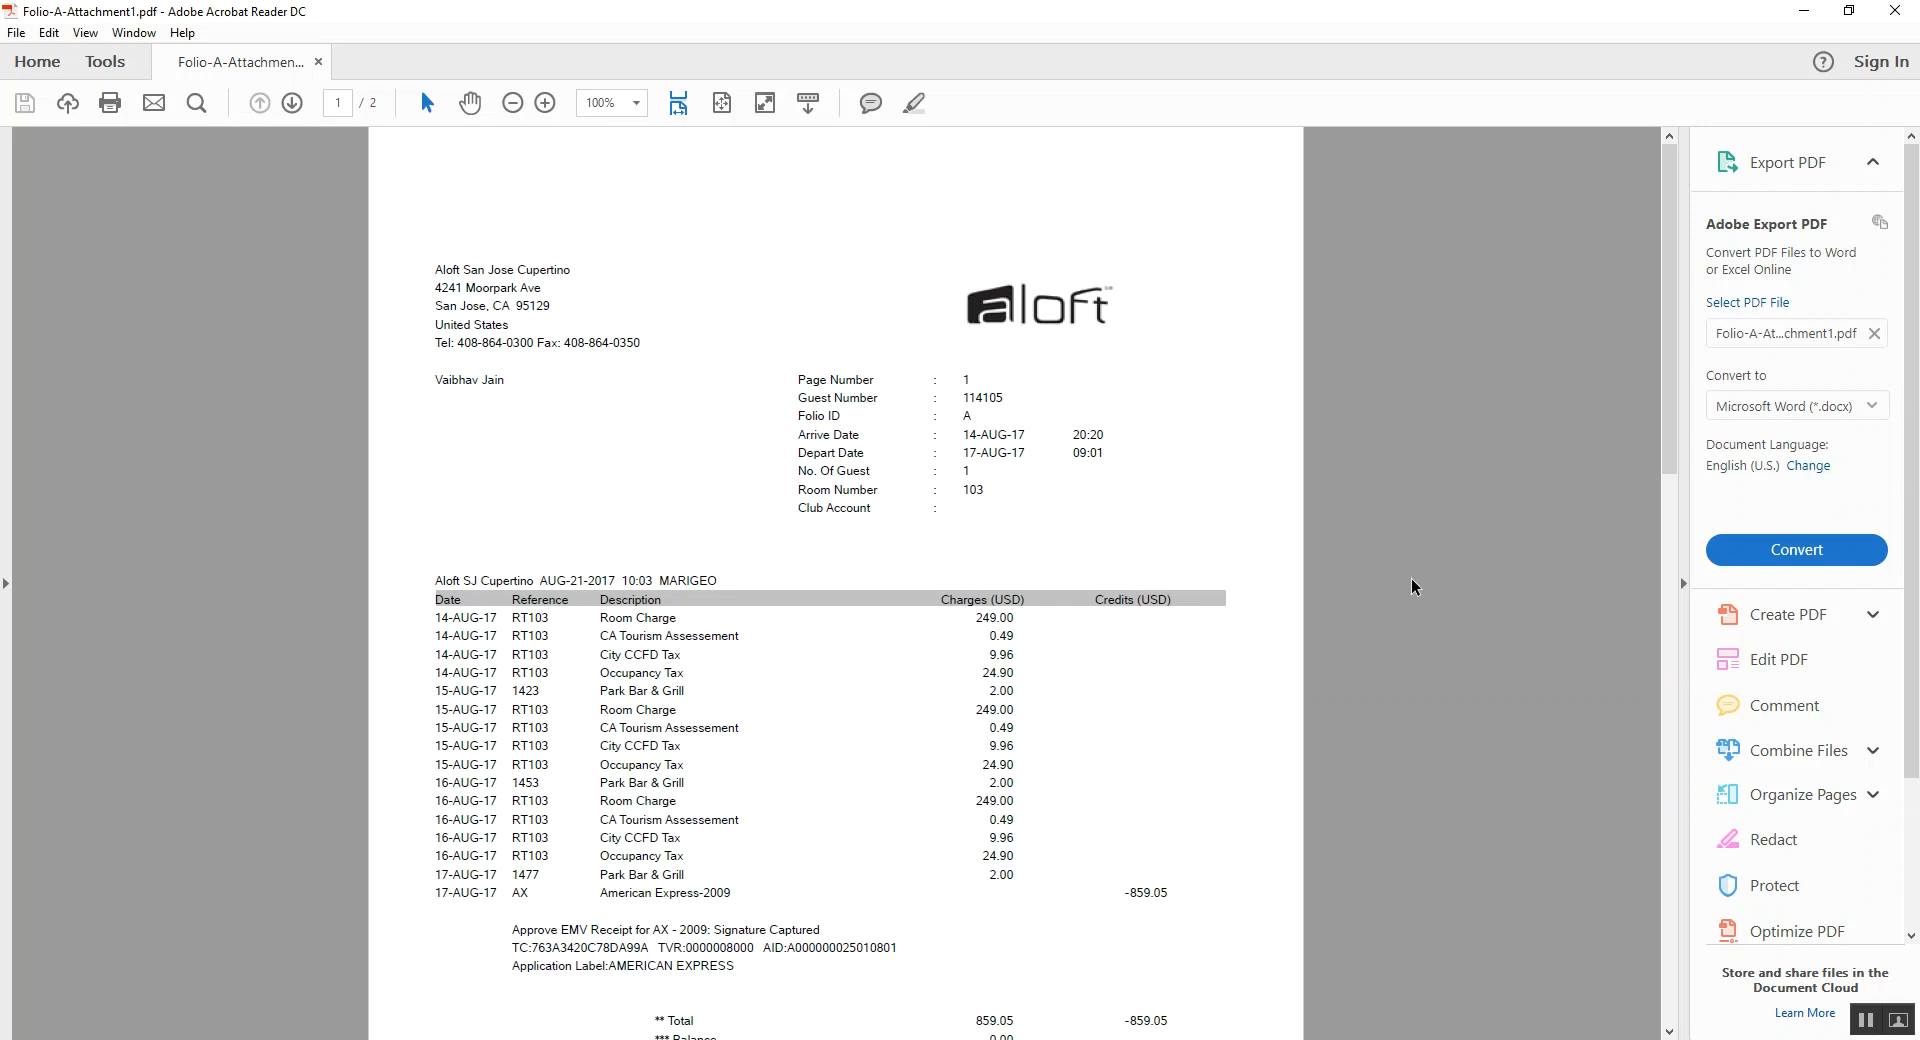 Folio-A-Attachment1.pdf - Adobe Acrobat Reader DC
File Edit View Window Help
Home Tools Folio-A-Attachmen... × ? Sign In
1 / 2 100%
Aloft San Jose Cupertino
4241 Moorpark Ave
San Jose, CA 95129
United States
Tel: 408-864-0300 Fax: 408-864-0350
aloft
Vaibhav Jain
Page Number : 1
Guest Number : 114105
Folio ID : A
Arrive Date : 14-AUG-17 20:20
Depart Date : 17-AUG-17 09:01
No. Of Guest : 1
Room Number : 103
Club Account :
Aloft SJ Cupertino AUG-21-2017 10:03 MARIGEO
Date Reference Description Charges (USD) Credits (USD)
14-AUG-17 RT103 Room Charge 249.00
14-AUG-17 RT103 CA Tourism Assessement 0.49
14-AUG-17 RT103 City CCFD Tax 9.96
14-AUG-17 RT103 Occupancy Tax 24.90
15-AUG-17 1423 Park Bar & Grill 2.00
15-AUG-17 RT103 Room Charge 249.00
15-AUG-17 RT103 CA Tourism Assessement 0.49
15-AUG-17 RT103 City CCFD Tax 9.96
15-AUG-17 RT103 Occupancy Tax 24.90
16-AUG-17 1453 Park Bar & Grill 2.00
16-AUG-17 RT103 Room Charge 249.00
16-AUG-17 RT103 CA Tourism Assessement 0.49
16-AUG-17 RT103 City CCFD Tax 9.96
16-AUG-17 RT103 Occupancy Tax 24.90
17-AUG-17 1477 Park Bar & Grill 2.00
17-AUG-17 AX American Express-2009 -859.05
Approve EMV Receipt for AX - 2009: Signature Captured
TC:763A3420C78DA99A TVR:0000008000 AID:A000000025010801
Application Label:AMERICAN EXPRESS
** Total 859.05 -859.05
*** Balance 0.00
Export PDF
Adobe Export PDF
Convert PDF Files to Word
or Excel Online
Select PDF File
Folio-A-At...chment1.pdf
Convert to
Microsoft Word (*.docx)
Document Language:
English (U.S.) Change
Convert
Create PDF
Edit PDF
Comment
Combine Files
Organize Pages
Redact
Protect
Optimize PDF
Store and share files in the
Document Cloud
Learn More